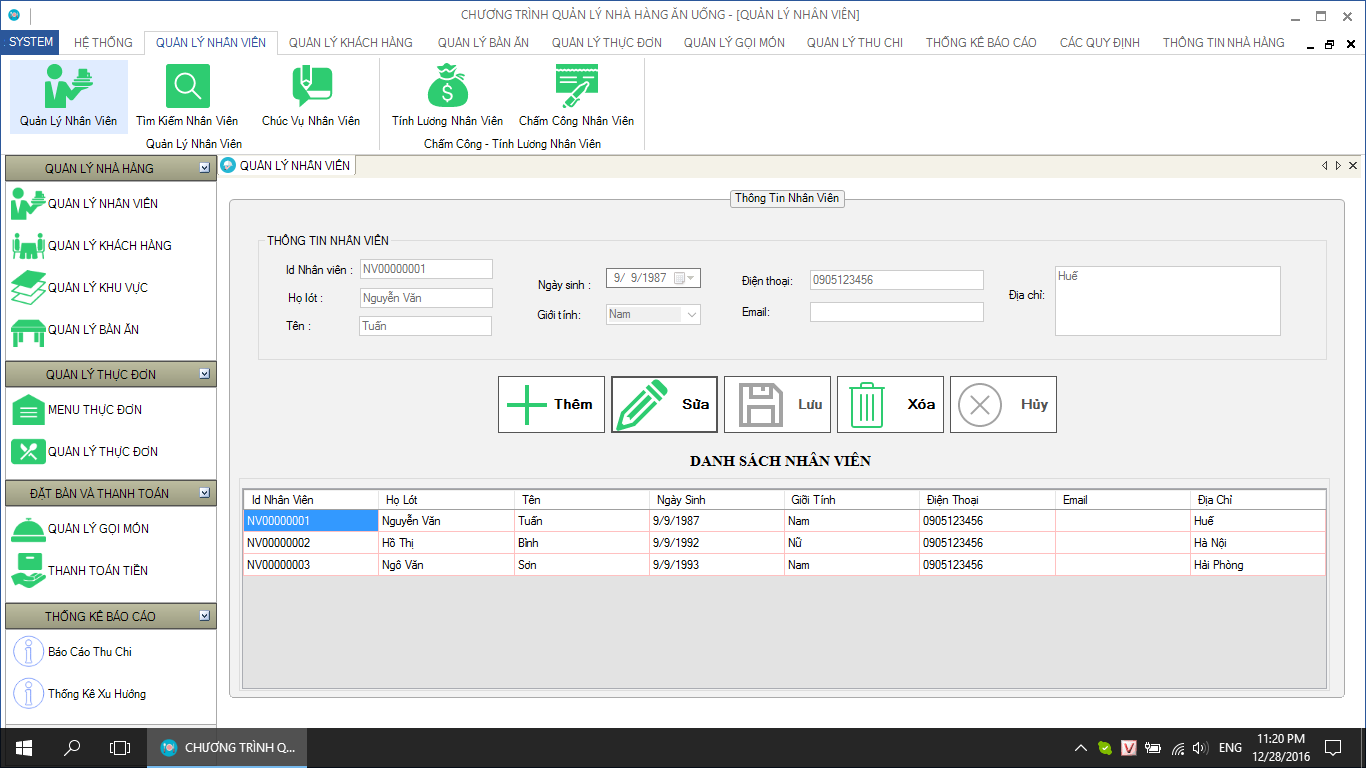 CHƯƠNG TRÌNH QUẢN LÝ NHÀ HÀNG ĂN UỐNG - [QUẢN LÝ NHÂN VIÊN]
SYSTEM HỆ THỐNG QUẢN LÝ NHÂN VIÊN QUẢN LÝ KHÁCH HÀNG QUẢN LÝ BÀN ĂN QUẢN LÝ THỰC ĐƠN QUẢN LÝ GỌI MÓN QUẢN LÝ THU CHI THỐNG KÊ BÁO CÁO CÁC QUY ĐỊNH THÔNG TIN NHÀ HÀNG
Quản Lý Nhân Viên Tìm Kiếm Nhân Viên Chúc Vụ Nhân Viên Tính Lương Nhân Viên Chấm Công Nhân Viên
Quản Lý Nhân Viên Chấm Công - Tính Lương Nhân Viên
QUẢN LÝ NHÀ HÀNG
QUẢN LÝ NHÂN VIÊN
QUẢN LÝ KHÁCH HÀNG
QUẢN LÝ KHU VỰC
QUẢN LÝ BÀN ĂN
QUẢN LÝ THỰC ĐƠN
MENU THỰC ĐƠN
QUẢN LÝ THỰC ĐƠN
ĐẶT BÀN VÀ THANH TOÁN
QUẢN LÝ GỌI MÓN
THANH TOÁN TIỀN
THỐNG KÊ BÁO CÁO
Báo Cáo Thu Chi
Thống Kê Xu Hướng
QUẢN LÝ NHÂN VIÊN
Thông Tin Nhân Viên
THÔNG TIN NHÂN VIÊN
Id Nhân viên : NV00000001
Họ lót : Nguyễn Văn
Tên : Tuấn
Ngày sinh : 9/ 9/1987
Giới tính: Nam
Điện thoại: 0905123456
Email:
Địa chỉ: Huế
Thêm Sửa Lưu Xóa Hủy
DANH SÁCH NHÂN VIÊN
Id Nhân Viên Họ Lót Tên Ngày Sinh Giõi Tính Điện Thoại Email Địa Chỉ
NV00000001 Nguyễn Văn Tuấn 9/9/1987 Nam 0905123456 Huế
NV00000002 Hồ Thị Bình 9/9/1992 Nữ 0905123456 Hà Nội
NV00000003 Ngô Văn Sơn 9/9/1993 Nam 0905123456 Hải Phòng
CHƯƠNG TRÌNH Q...
ENG
11:20 PM
12/28/2016